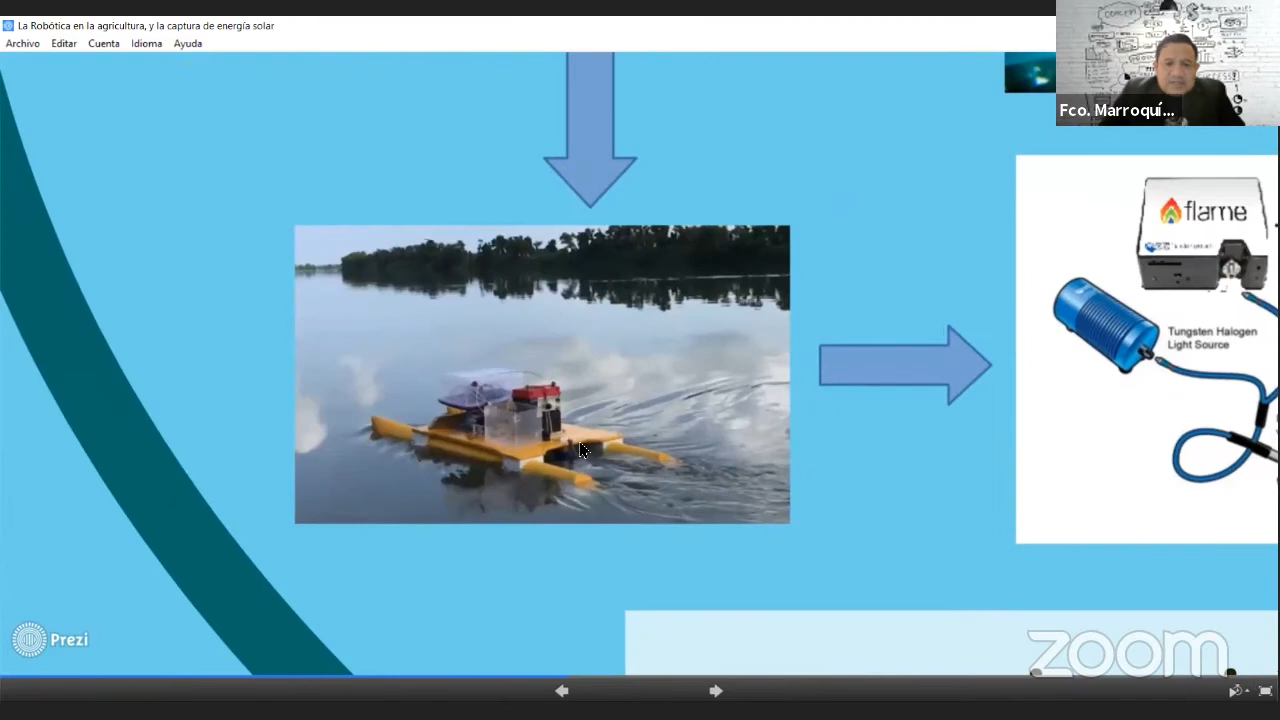 La Robótica en la agricultura, y la captura de energía solar
Archivo Editar Cuenta Idioma Ayuda
Fco. Marroquí...
flame
Tungsten Halogen
Light Source
Prezi
zoom